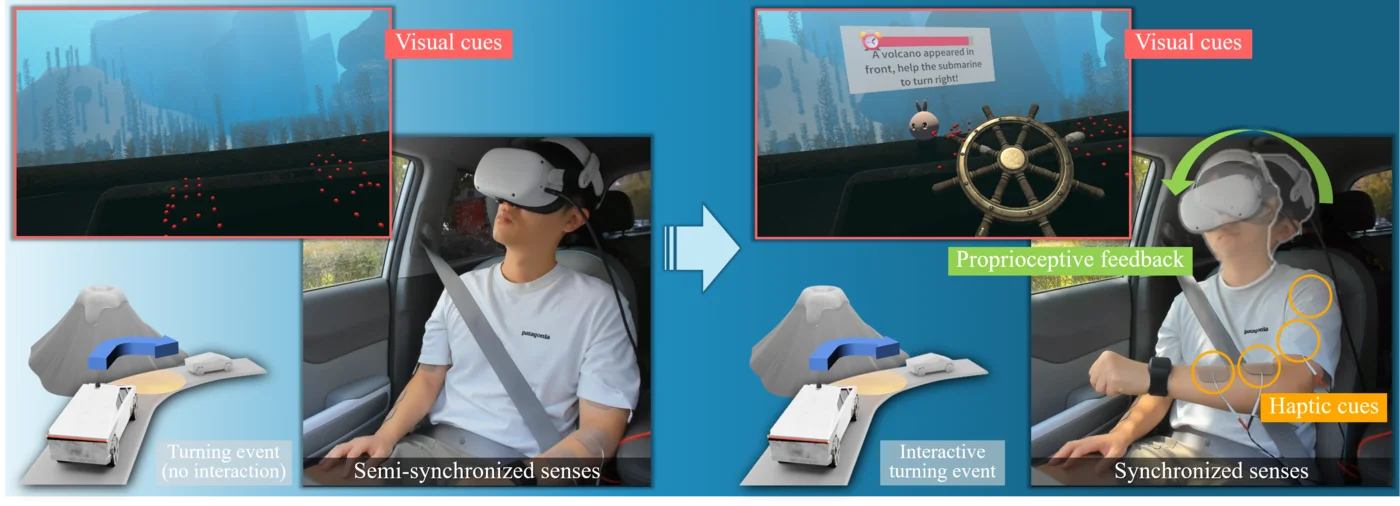 Visual cues
patagonia
Turning event
(no interaction)
Semi-synchronized senses
A volcano appeared in
front, help the submarine
to turn right!
Visual cues
Proprioceptive feedback
patagonia
Haptic cues
Interactive
turning event
Synchronized senses